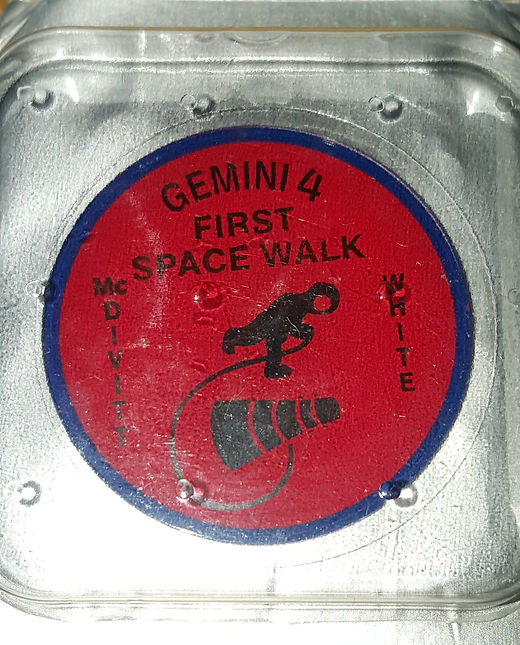 GEMINI 4
FIRST
SPACE WALK
McDIVITT
WHITE